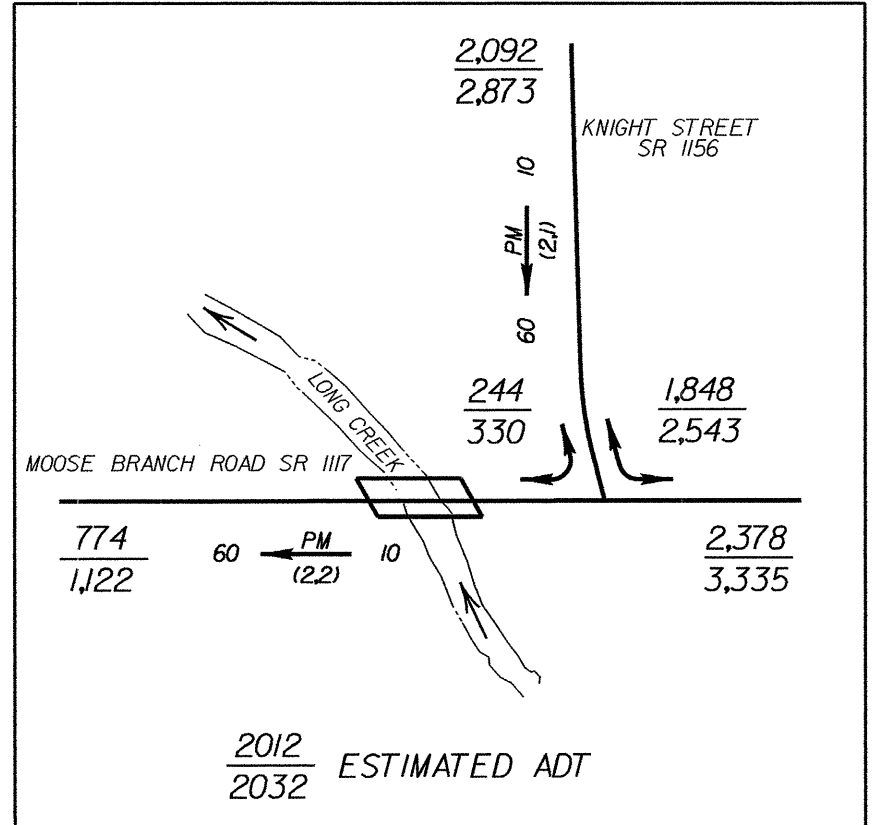 2,092
2,873
KNIGHT STREET
SR 1156
10
PM
(2,1)
60
244
330
1,848
2,543
LONG CREEK
MOOSE BRANCH ROAD SR 1117
774
1,122
60
PM
(2,2)
10
2,378
3,335
2012
2032
ESTIMATED ADT